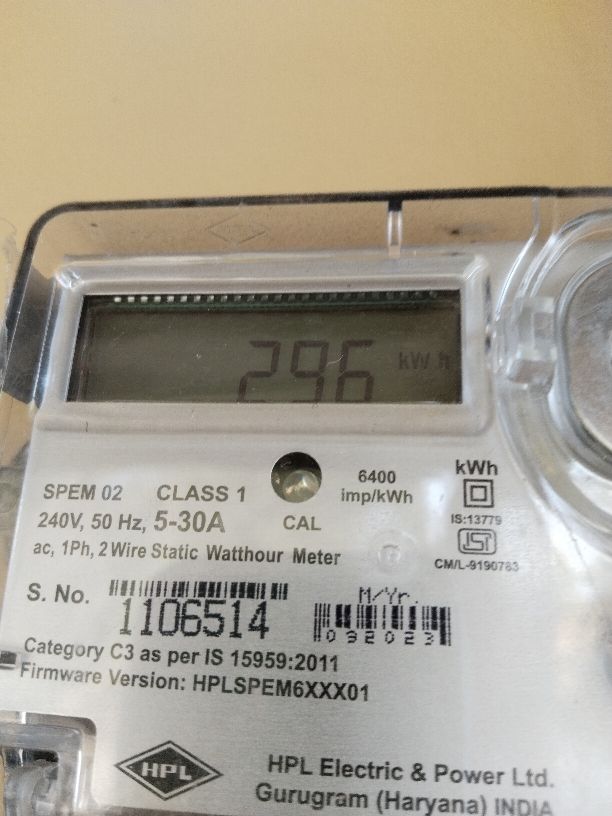 296 kWh
SPEM 02 CLASS 1
240V, 50 Hz, 5-30A
ac, 1Ph, 2 Wire Static Watthour Meter
CAL
6400
imp/kWh
kWh
IS:13779
ISI
CM/L-9190783
S. No. 1106514
M/Yr.
092023
Category C3 as per IS 15959:2011
Firmware Version: HPLSPEM6XXX01
HPL
HPL Electric & Power Ltd.
Gurugram (Haryana) INDIA